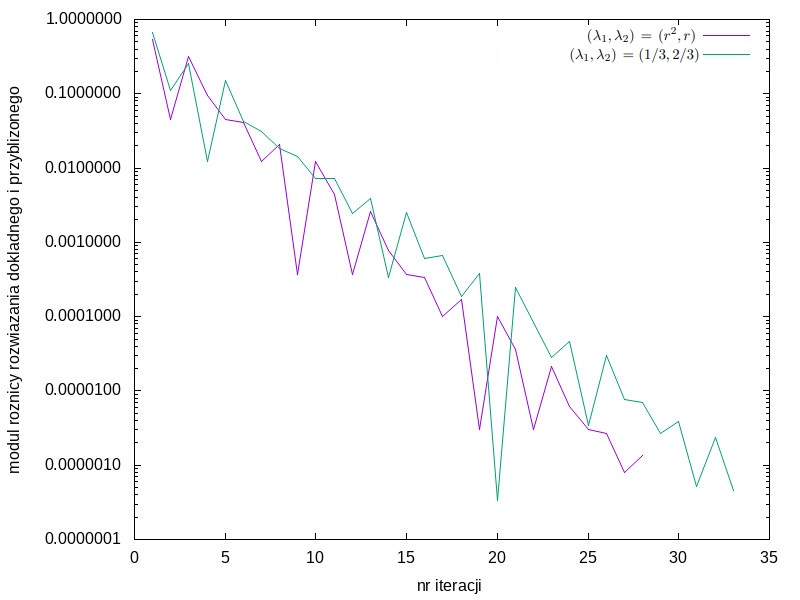 1.0000000
0.1000000
0.0100000
0.0010000
0.0001000
0.0000100
0.0000010
0.0000001
modul roznicy rozwiazania dokladnego i przyblizonego
(λ₁, λ₂) = (r², r)
(λ₁, λ₂) = (1/3, 2/3)
0 5 10 15 20 25 30 35
nr iteracji